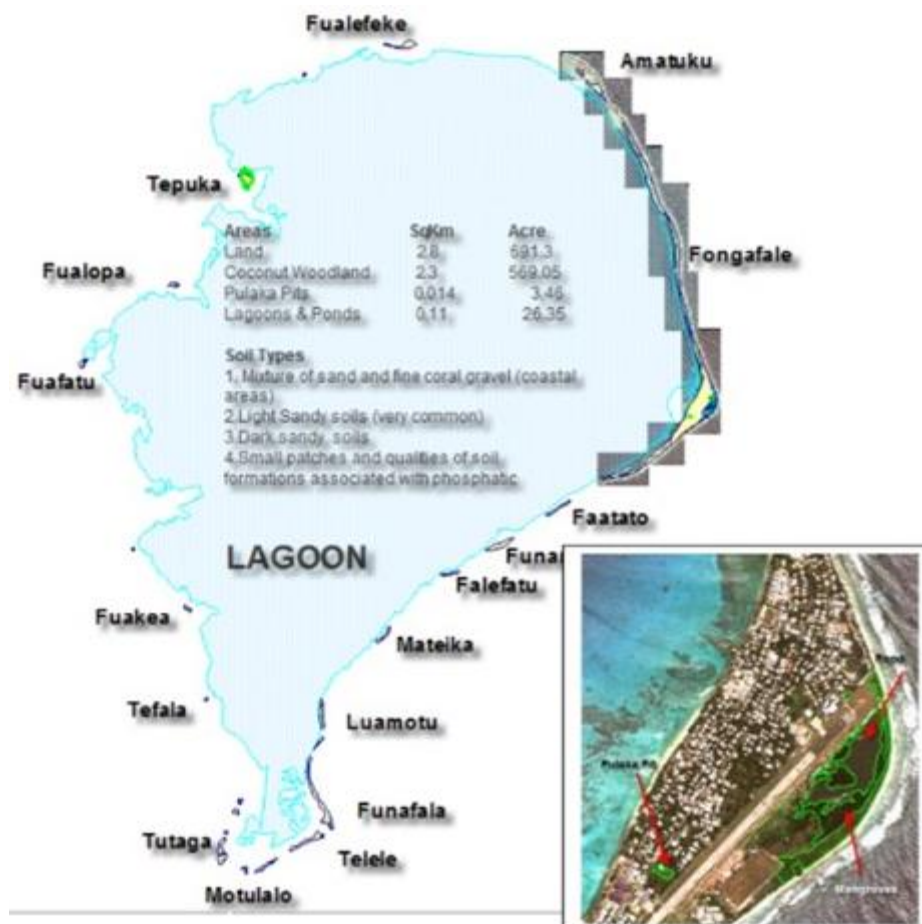 Fualefeke
Amatuku
Tepuka
Areas SqKm Acre
Land 2.8 691.3
Coconut Woodland 2.3 569.05
Pulaka Pits 0.014 3.46
Lagoons & Ponds 0.11 26.35
Fongafale
Fualopa
Fuafatu
Soil Types
1. Mixture of sand and fine coral gravel (coastal
areas)
2.Light Sandy soils (very common)
3.Dark sandy soils
4.Small patches and qualities of soil
formations associated with phosphatic
Faatato
LAGOON
Funa
Falefatu
Fuakea
Mateika
Tefala
Luamotu
Funafala
Tutaga
Telele
Motulalo
Pulaka Pit
Mangroves